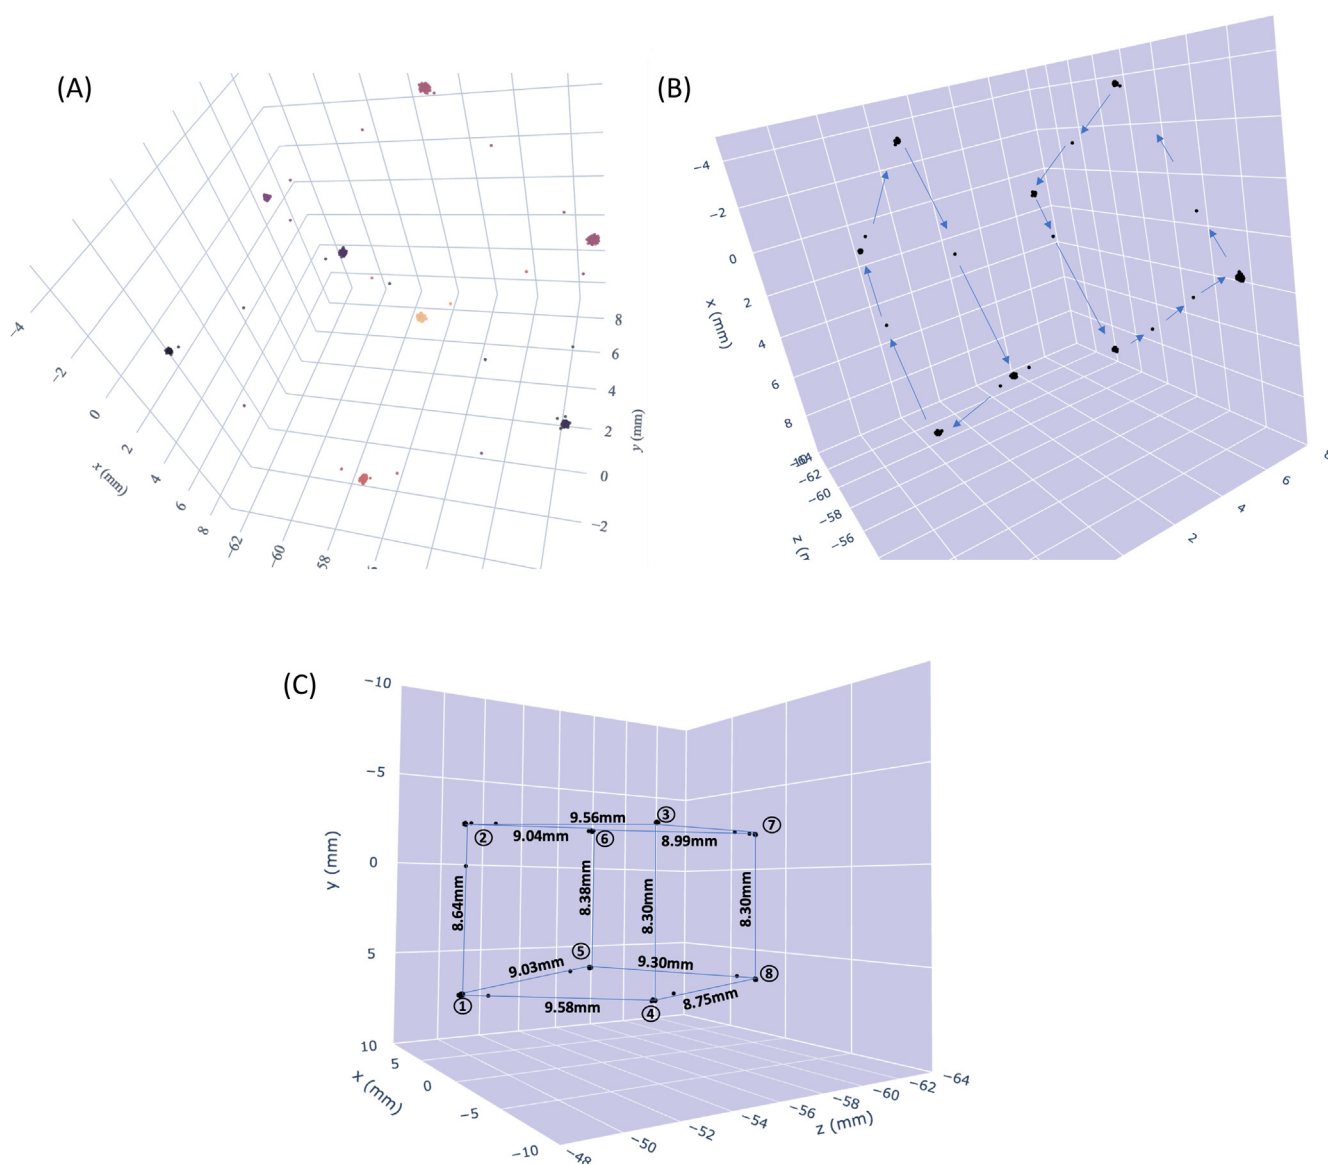 (A)
8
6
4
2
0
−2
y (mm)
−4
−2
0
2
4
6
8
x (mm)
−62
−60
58
(B)
−4
−2
0
2
4
6
8
x (mm)
−62
−60
−58
−56
2
4
6
(C)
−10
−5
0
5
10
y (mm)
5
0
−5
−10
x (mm)
−48
−50
−52
−54
−56
−58
−60
−62
−64
z (mm)
9.56mm
③
⑦
②
9.04mm
⑥
8.99mm
8.64mm
8.38mm
8.30mm
8.30mm
⑤
9.03mm
9.30mm
⑧
①
9.58mm
④
8.75mm